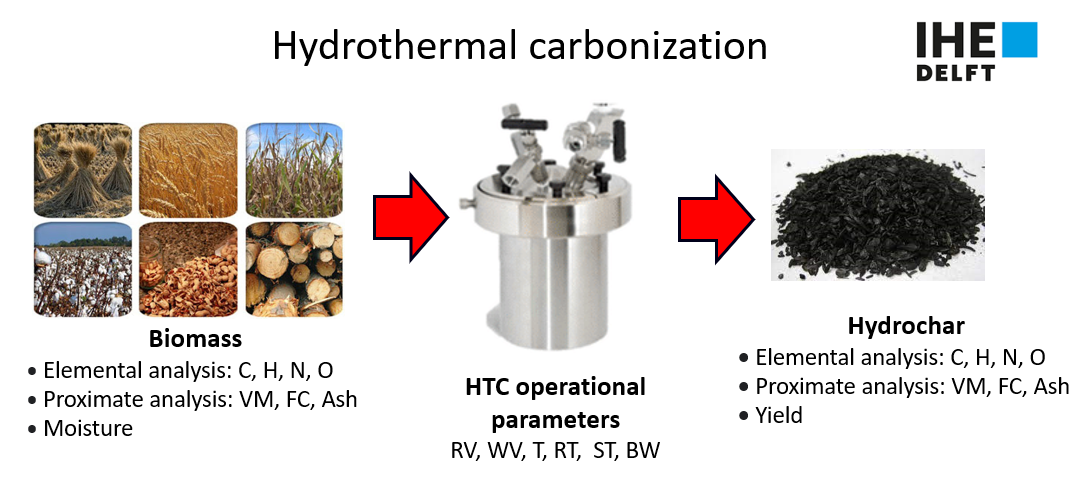 Hydrothermal carbonization
IHE
DELFT
Biomass
• Elemental analysis: C, H, N, O
• Proximate analysis: VM, FC, Ash
• Moisture
HTC operational
parameters
RV, WV, T, RT, ST, BW
Hydrochar
• Elemental analysis: C, H, N, O
• Proximate analysis: VM, FC, Ash
• Yield